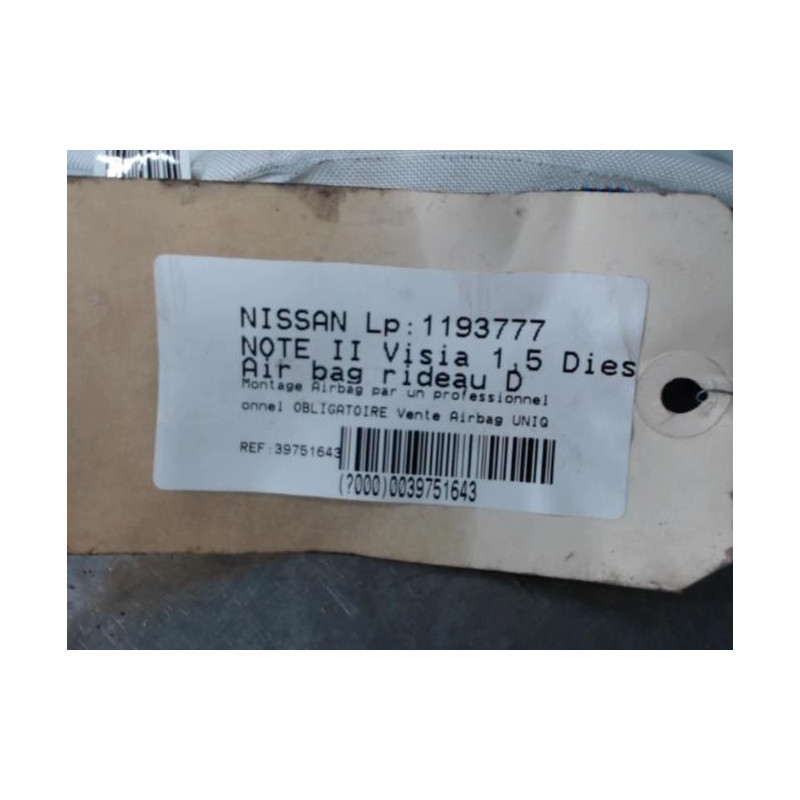 NISSAN Lp:1193777
NOTE II Visia 1,5 Dies
Air bag rideau D
Montage Airbag par un professionnel
onnel OBLIGATOIRE Vente Airbag UNIQ
REF:39751643
(?000)0039751643